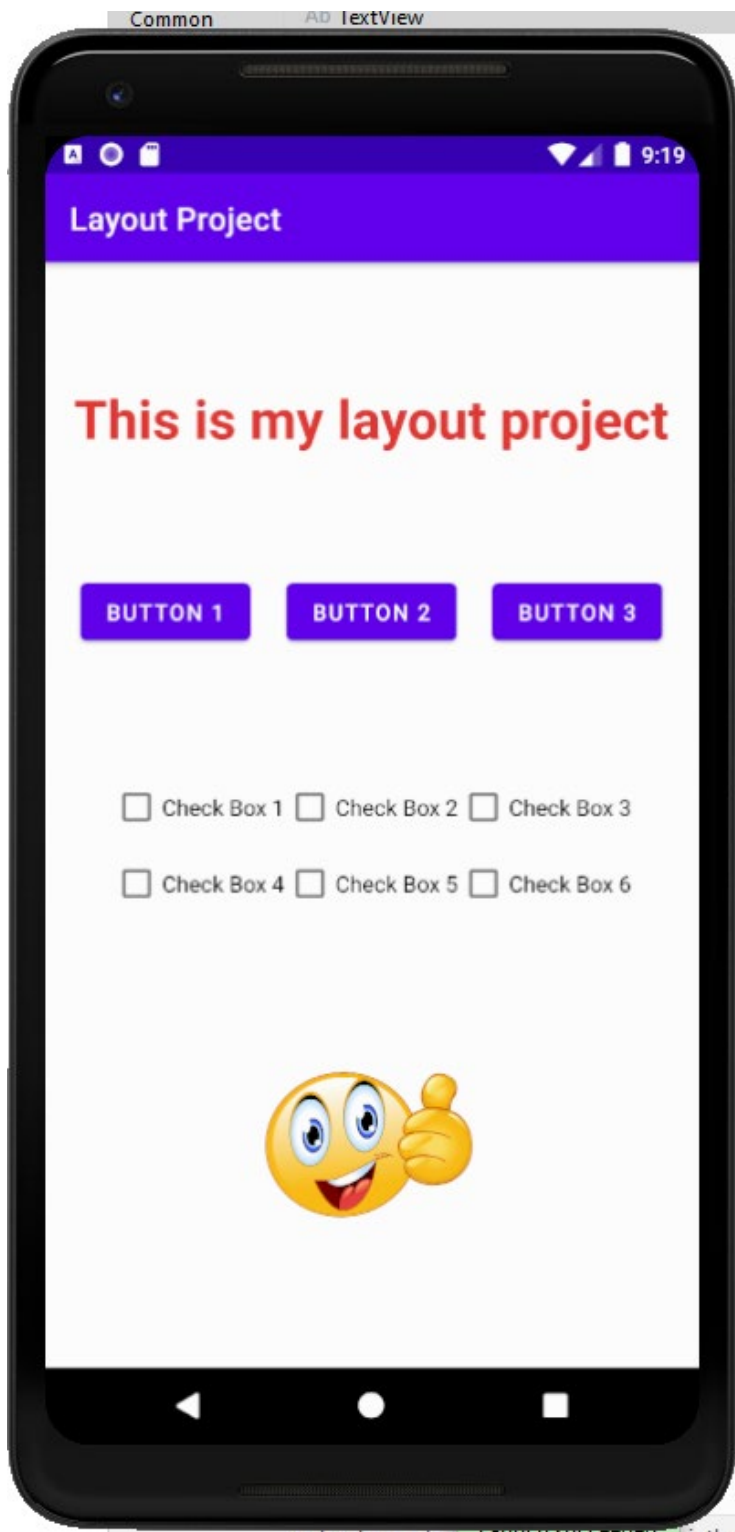 Common
Ab TextView
9:19
Layout Project
This is my layout project
BUTTON 1
BUTTON 2
BUTTON 3
Check Box 1
Check Box 2
Check Box 3
Check Box 4
Check Box 5
Check Box 6